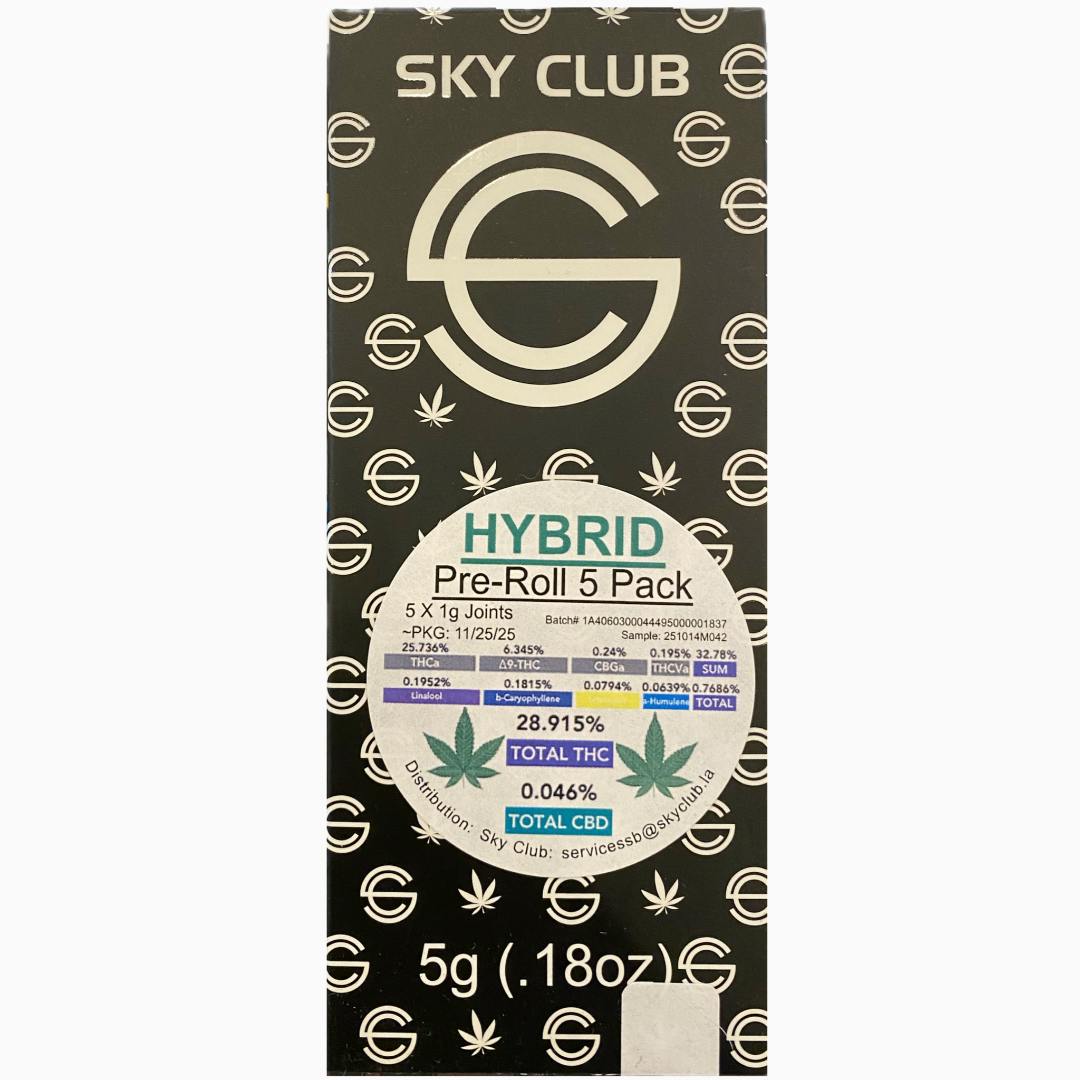 SKY CLUB
HYBRID
Pre-Roll 5 Pack
5 X 1g Joints
Batch# 1A4060300044495000001837
~PKG: 11/25/25
Sample: 251014M042
25.736% 6.345% 0.24% 0.195% 32.78%
THCa Δ9-THC CBGa THCVa SUM
0.1952% 0.1815% 0.0794% 0.0639% 0.7686%
Linalool b-Caryophyllene a-Humulene TOTAL
28.915%
TOTAL THC
0.046%
TOTAL CBD
Distribution: Sky Club: servicessb@skyclub.la
5g (.18oz)